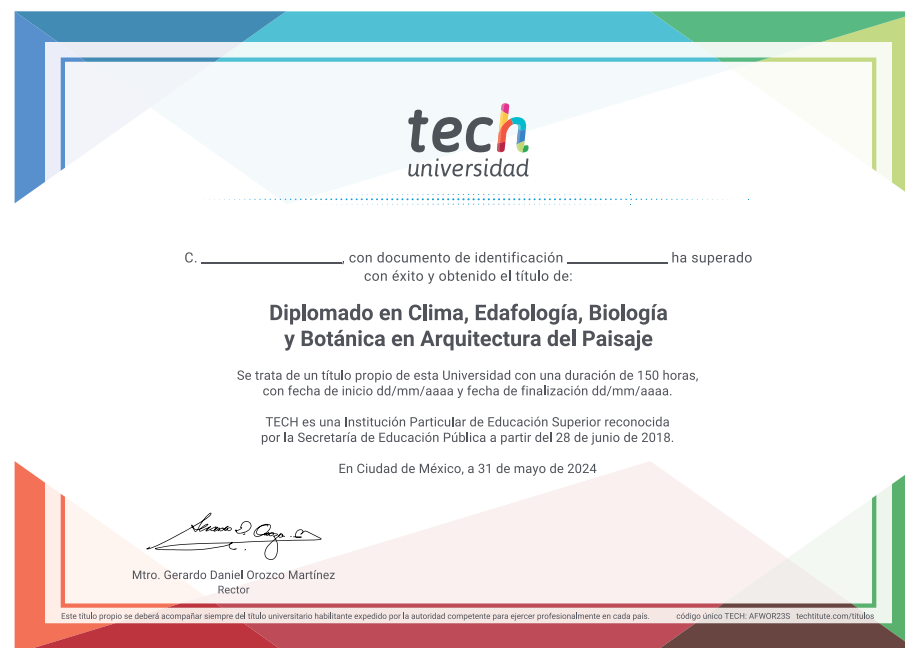 tech
universidad
C. ____________, con documento de identificación ____________ ha superado
con éxito y obtenido el título de:
Diplomado en Clima, Edafología, Biología
y Botánica en Arquitectura del Paisaje
Se trata de un título propio de esta Universidad con una duración de 150 horas,
con fecha de inicio dd/mm/aaaa y fecha de finalización dd/mm/aaaa.
TECH es una Institución Particular de Educación Superior reconocida
por la Secretaría de Educación Pública a partir del 28 de junio de 2018.
En Ciudad de México, a 31 de mayo de 2024
Mtro. Gerardo Daniel Orozco Martínez
Rector
Este título propio se deberá acompañar siempre del título universitario habilitante expedido por la autoridad competente para ejercer profesionalmente en cada país. código único TECH: AFWOR23S techtitute.com/titulos